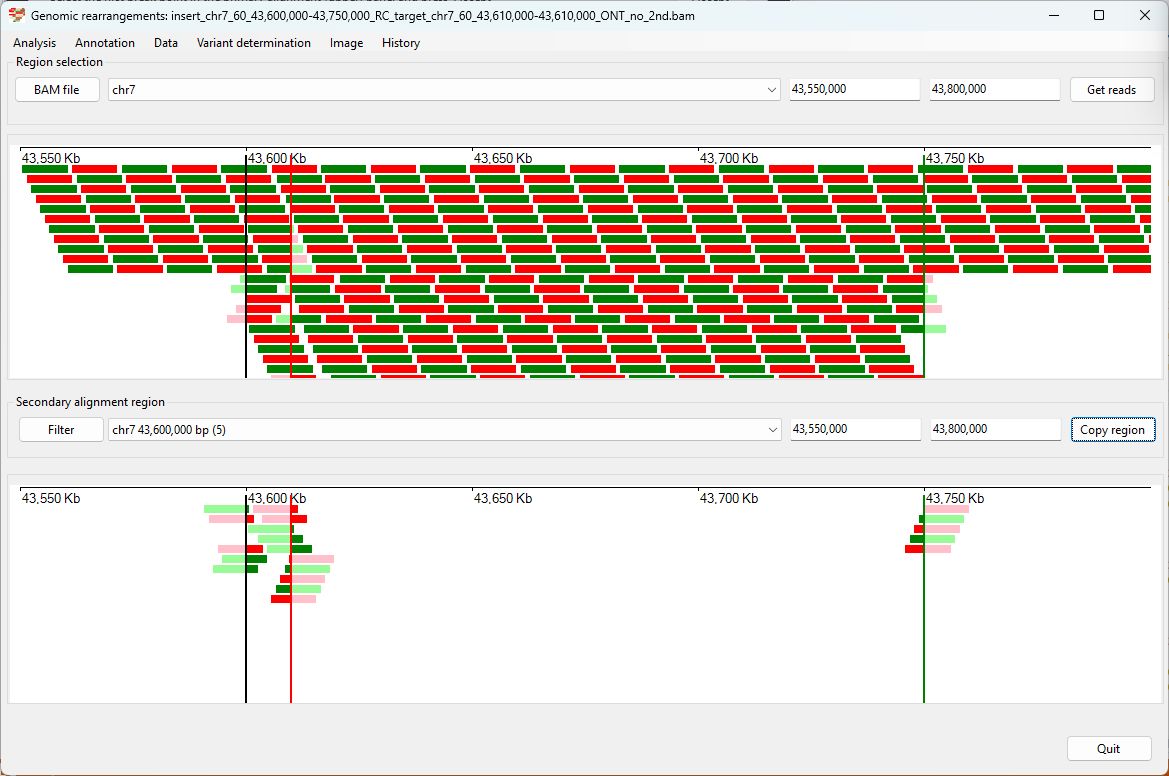 Genomic rearrangements: insert_chr7_60_43,600,000-43,750,000_RC_target_chr7_60_43,610,000-43,610,000_ONT_no_2nd.bam
Analysis Annotation Data Variant determination Image History
Region selection
BAM file chr7 43,550,000 43,800,000 Get reads
43,550 Kb 43,600 Kb 43,650 Kb 43,700 Kb 43,750 Kb
Secondary alignment region
Filter chr7 43,600,000 bp (5) 43,550,000 43,800,000 Copy region
43,550 Kb 43,600 Kb 43,650 Kb 43,700 Kb 43,750 Kb
Quit